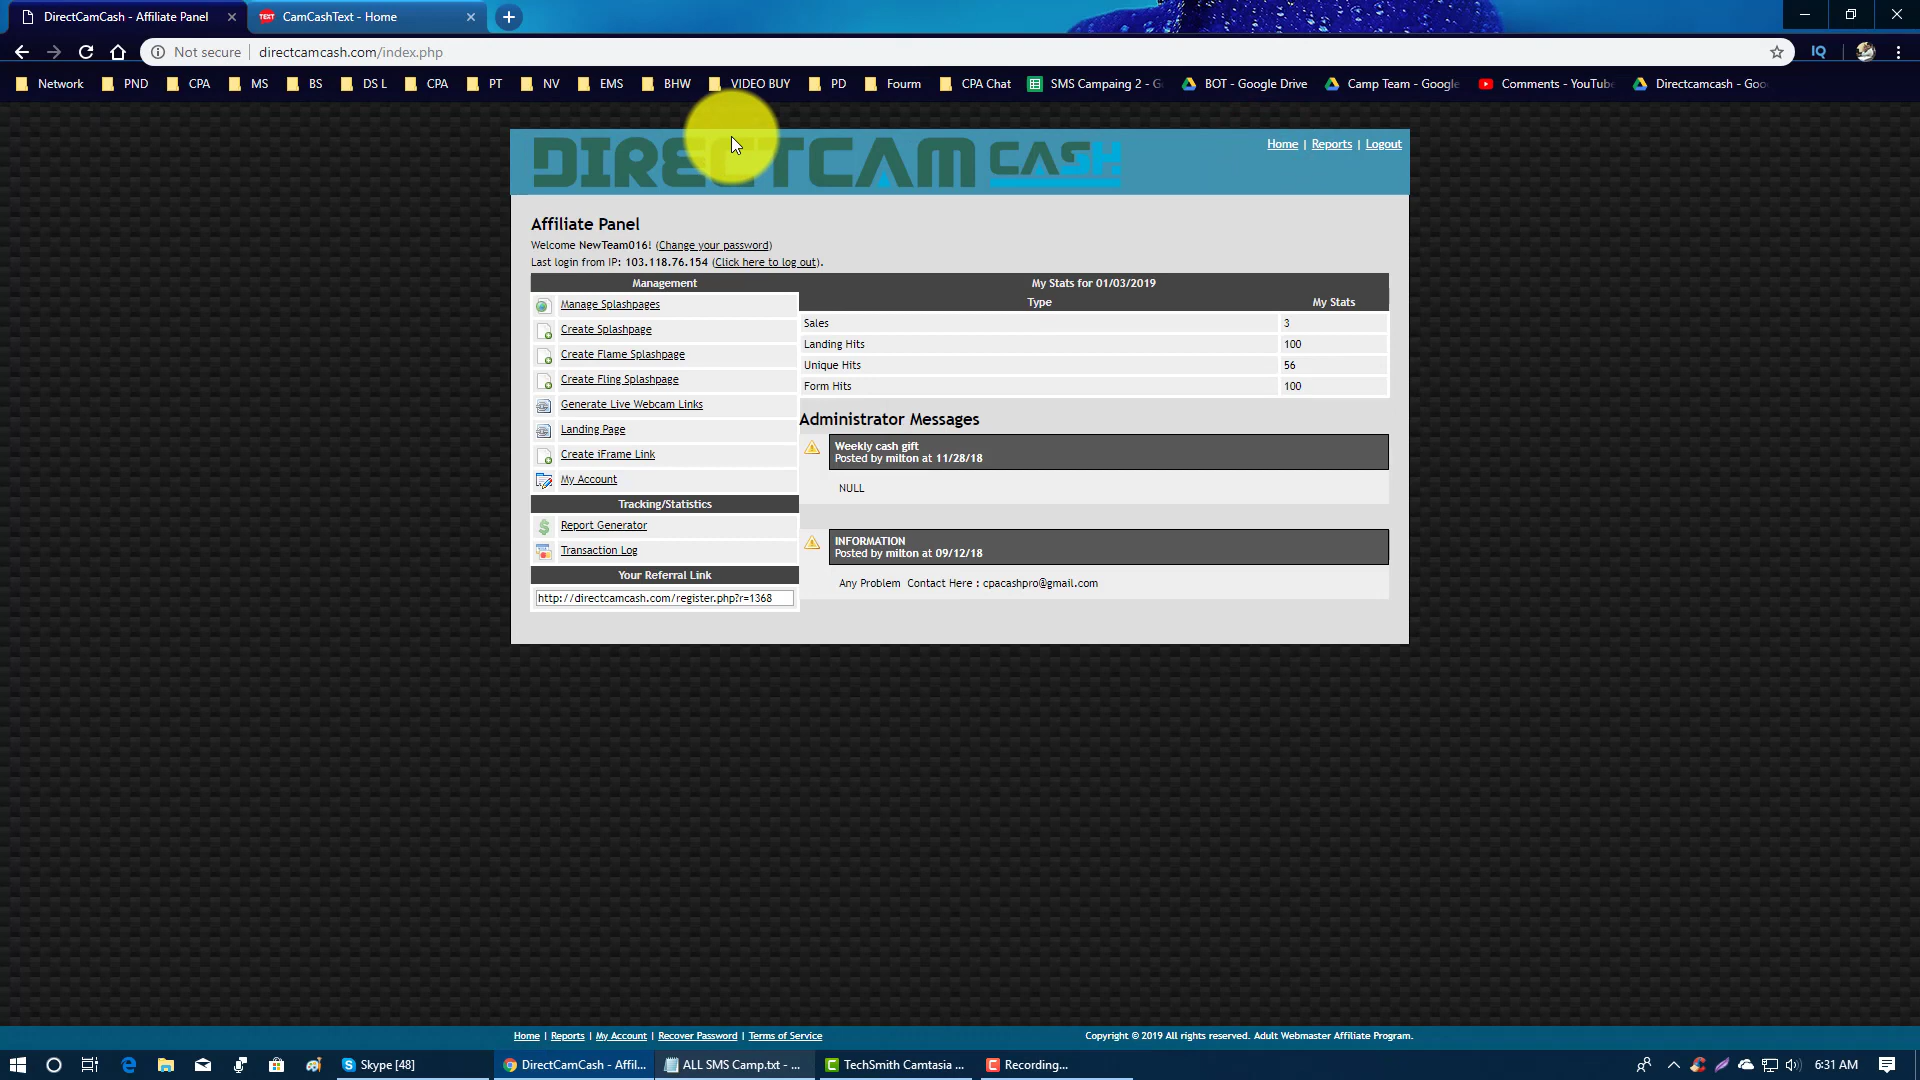 DirectCamCash - Affiliate Panel
TEXT CamCashText - Home
Not secure directcamcash.com/index.php
IQ
Network PND CPA MS BS DS L CPA PT NV EMS BHW VIDEO BUY PD Fourm CPA Chat SMS Campaing 2 - G BOT - Google Drive Camp Team - Google Comments - YouTube Directcamcash - Goo
DIRECTCAM CASH
Home | Reports | Logout
Affiliate Panel
Welcome NewTeam016! (Change your password)
Last login from IP: 103.118.76.154 (Click here to log out).
Management
Manage Splashpages
Create Splashpage
Create Flame Splashpage
Create Fling Splashpage
Generate Live Webcam Links
Landing Page
Create iFrame Link
My Account
Tracking/Statistics
Report Generator
Transaction Log
Your Referral Link
http://directcamcash.com/register.php?r=1368
My Stats for 01/03/2019
Type My Stats
Sales 3
Landing Hits 100
Unique Hits 56
Form Hits 100
Administrator Messages
Weekly cash gift
Posted by milton at 11/28/18
NULL
INFORMATION
Posted by milton at 09/12/18
Any Problem Contact Here : cpacashpro@gmail.com
Home | Reports | My Account | Recover Password | Terms of Service
Copyright © 2019 All rights reserved. Adult Webmaster Affiliate Program.
Skype [48]
DirectCamCash - Affil...
ALL SMS Camp.txt - ...
TechSmith Camtasia ...
Recording...
6:31 AM